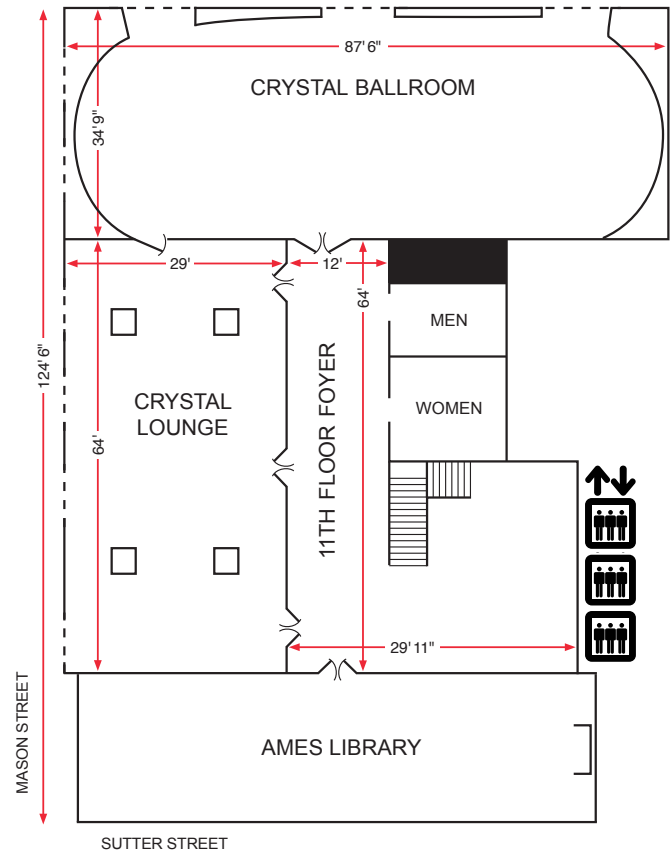 87' 6"
CRYSTAL BALLROOM
34' 9"
29'
12'
64'
MEN
124' 6"
CRYSTAL
LOUNGE
WOMEN
64'
11TH FLOOR FOYER
29' 11"
MASON STREET
AMES LIBRARY
SUTTER STREET